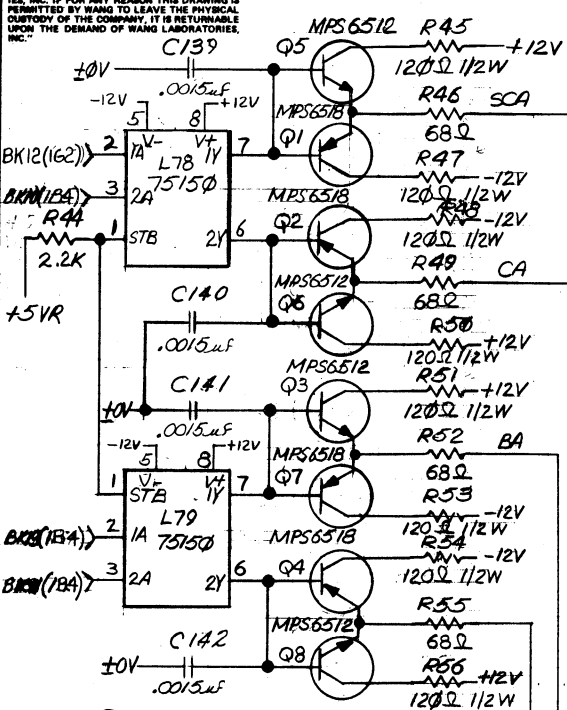 IES, INC. IF FOR ANY REASON THIS DRAWING IS
PERMITTED BY WANG TO LEAVE THE PHYSICAL
CUSTODY OF THE COMPANY, IT IS RETURNABLE
UPON THE DEMAND OF WANG LABORATORIES,
INC."
C139
±0V
.0015uf
Q5
MPS6512
R45
+12V
120Ω 1/2W
-12V
+12V
5
8
V-
V+
BK12(162)
2
1A
1Y
7
L78
75150
3
2A
R44
1
STB
2Y
6
2.2K
+5VR
MPS6518
Q1
R46
SCA
68Ω
R47
-12V
120Ω 1/2W
MPS6518
Q2
-12V
120Ω 1/2W
R49
CA
68Ω
MPS6512
Q6
C140
.0015uf
R50
+12V
120Ω 1/2W
MPS6512
Q3
R51
+12V
120Ω 1/2W
C141
±0V
.0015uf
R52
BA
68Ω
MPS6518
Q7
-12V
+12V
5
8
V-
V+
1
STB
1Y
7
L79
75150
2
1A
3
2A
(184)
2Y
6
R53
-12V
120Ω 1/2W
MPS6518
Q4
R54
-12V
120Ω 1/2W
R55
68Ω
MPS6512
Q8
C142
±0V
.0015uf
R56
+12V
120Ω 1/2W